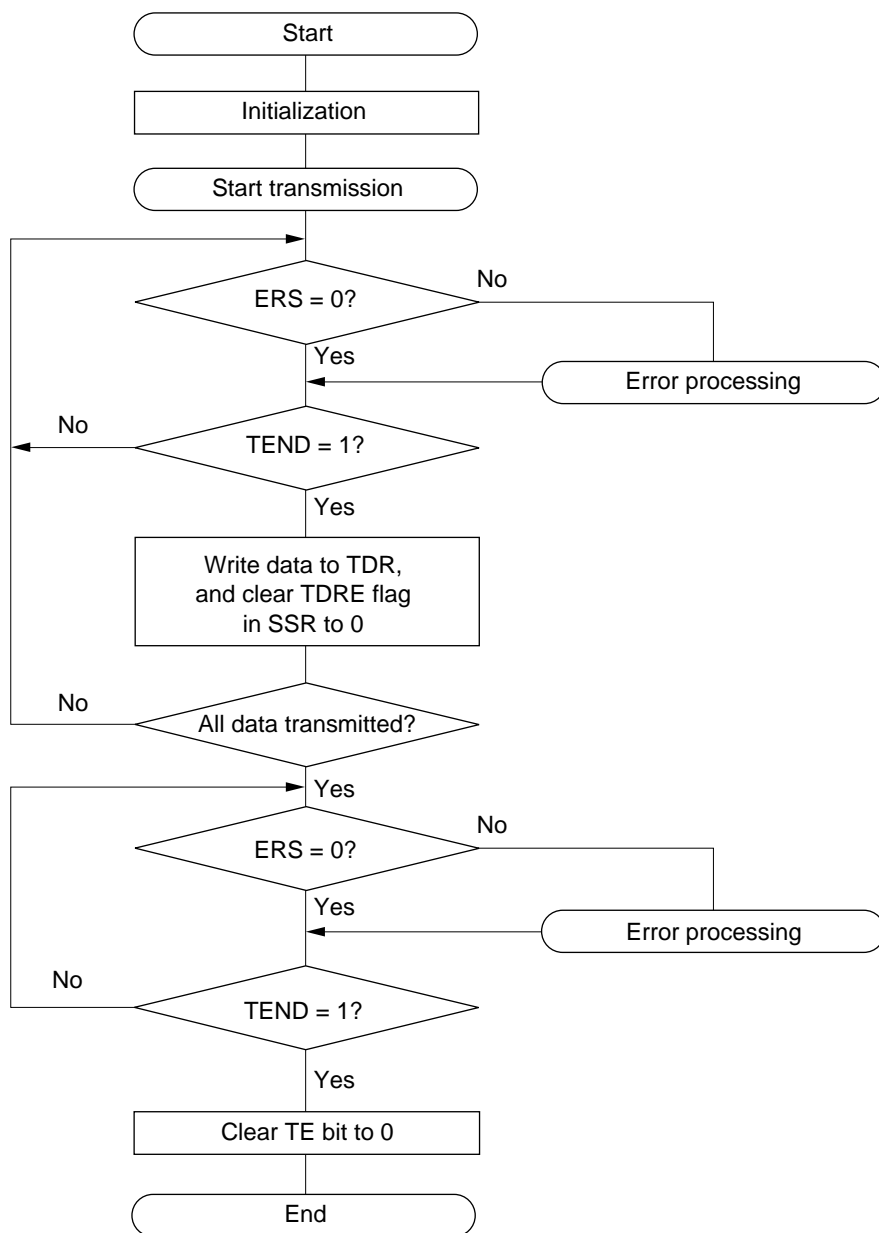 Start
Initialization
Start transmission
ERS = 0?
No
Yes
Error processing
No
TEND = 1?
Yes
Write data to TDR,
and clear TDRE flag
in SSR to 0
No
All data transmitted?
Yes
ERS = 0?
No
Yes
Error processing
No
TEND = 1?
Yes
Clear TE bit to 0
End